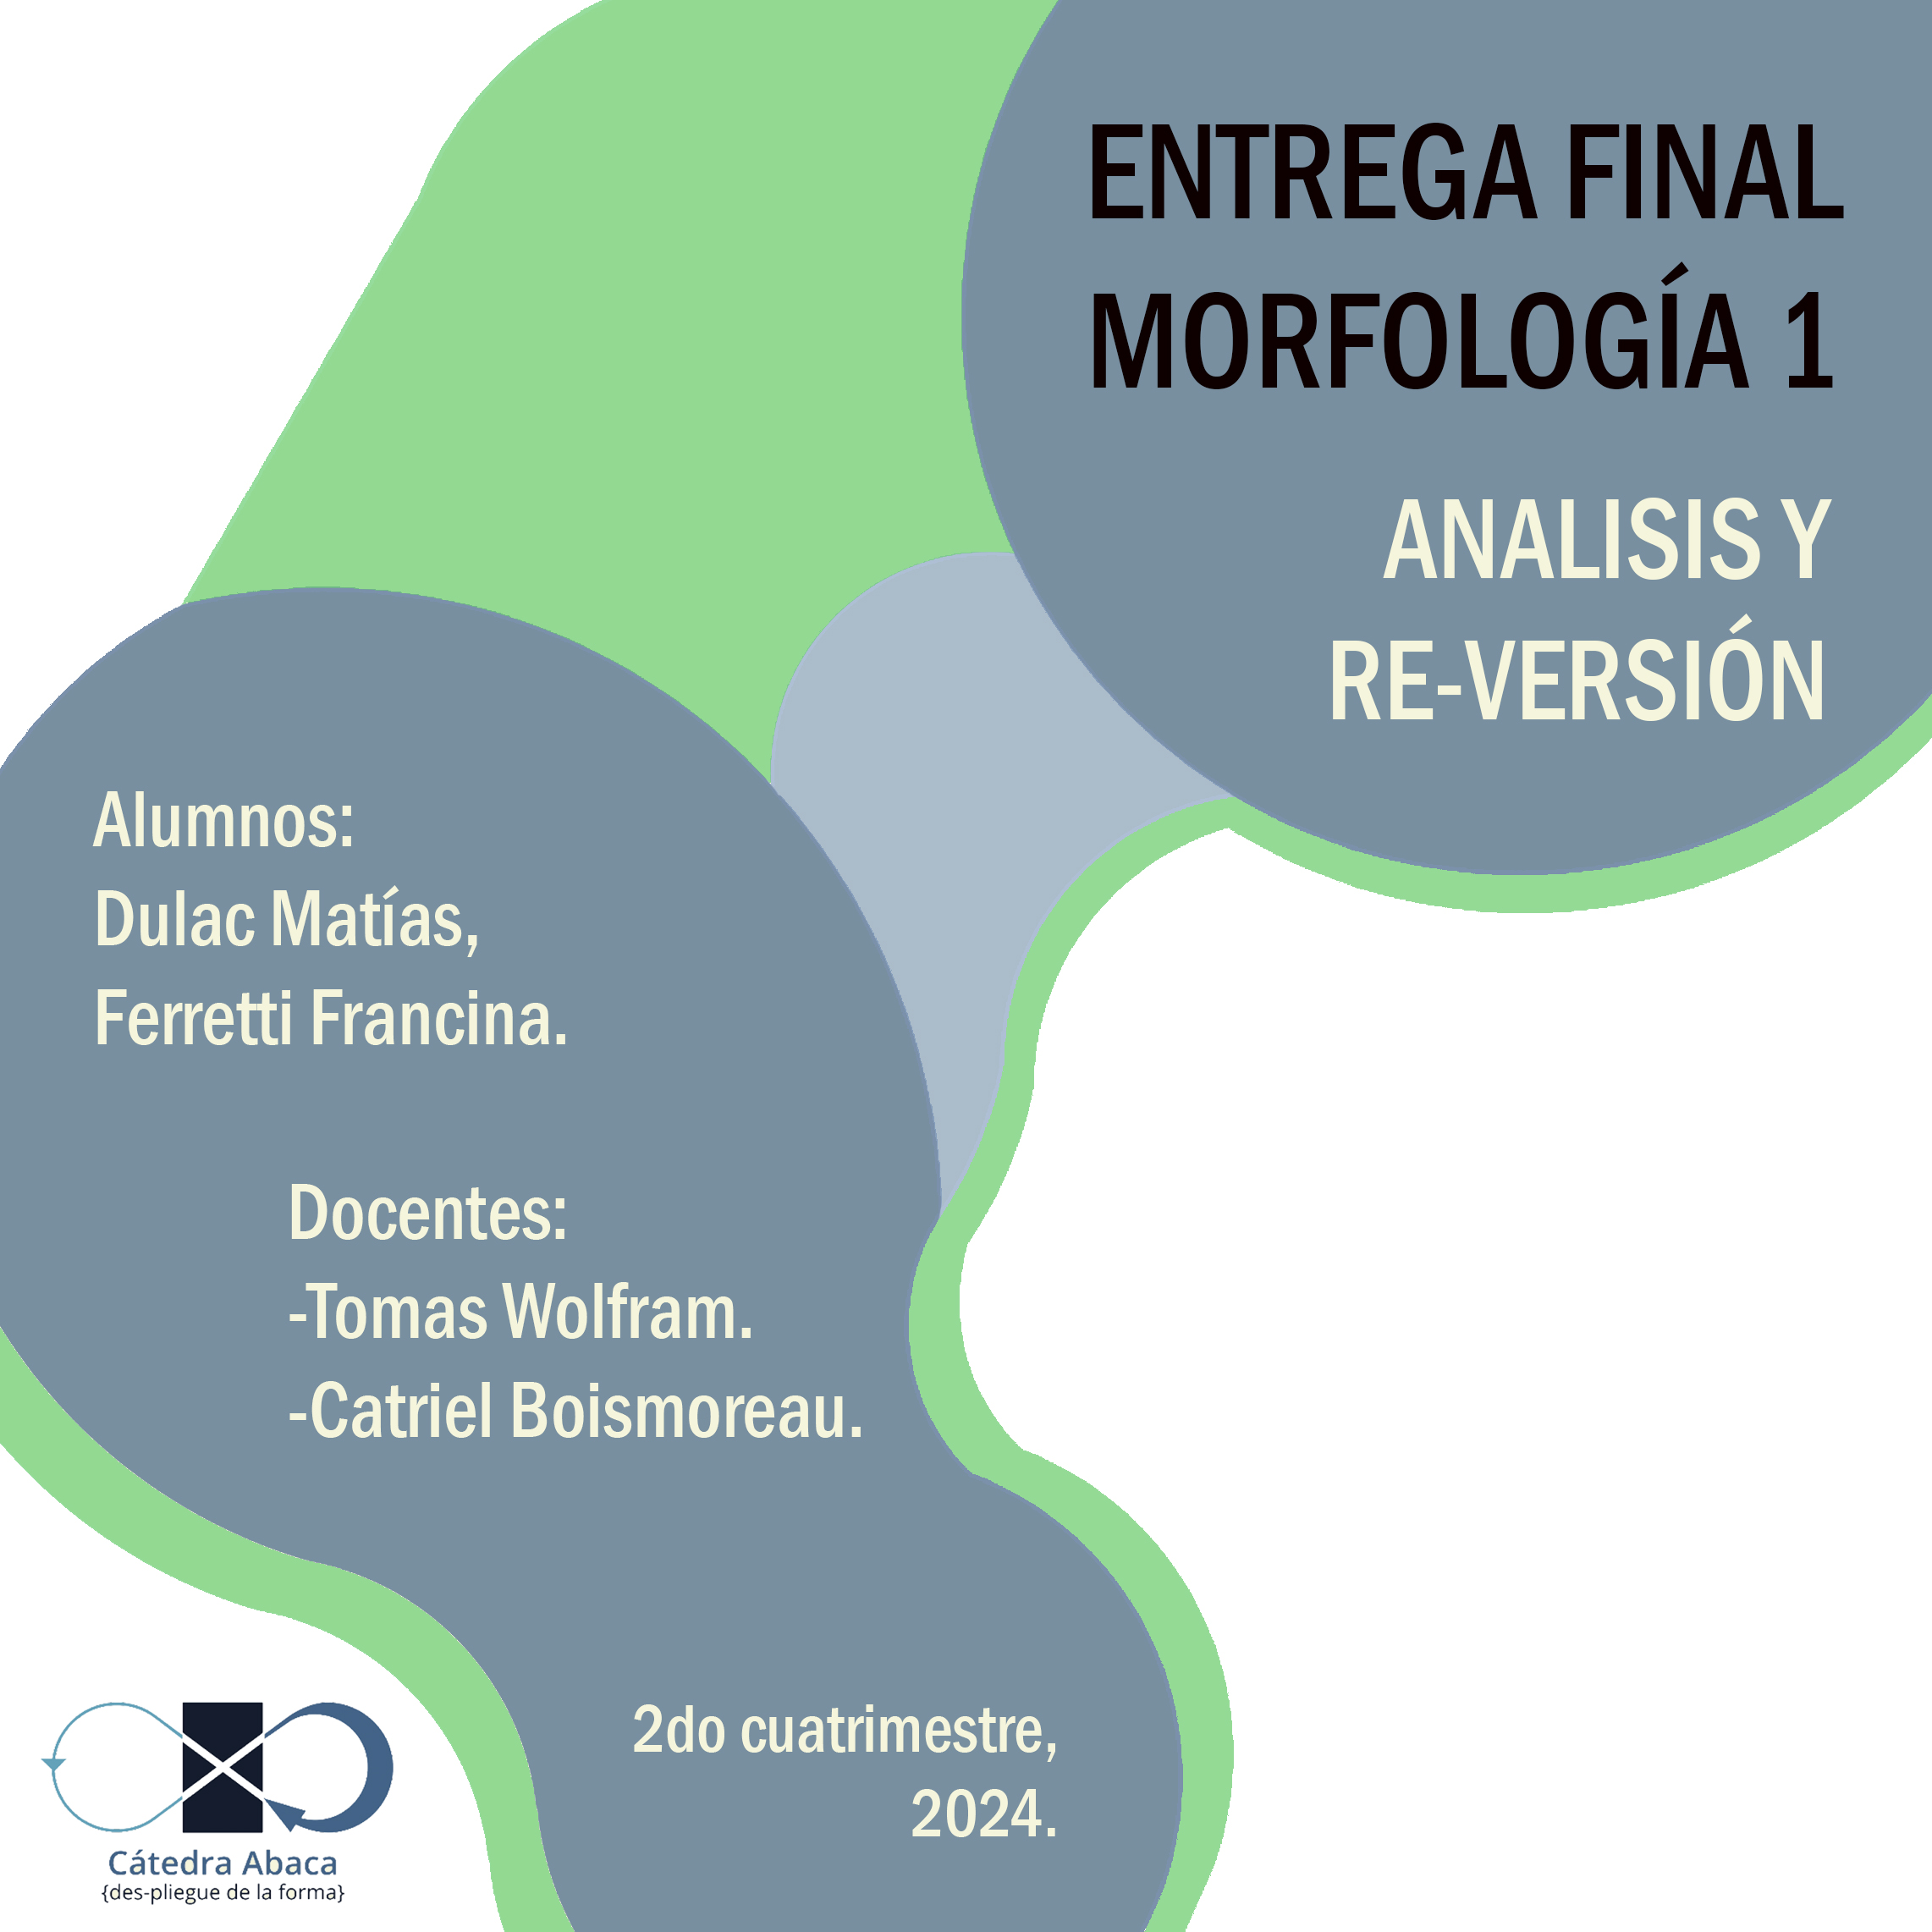 ENTREGA FINAL
MORFOLOGÍA 1
ANALISIS Y
RE-VERSIÓN
Alumnos:
Dulac Matías,
Ferretti Francina.
Docentes:
-Tomas Wolfram.
-Catriel Boismoreau.
2do cuatrimestre,
2024.
Cátedra Abaca
{des-pliegue de la forma}